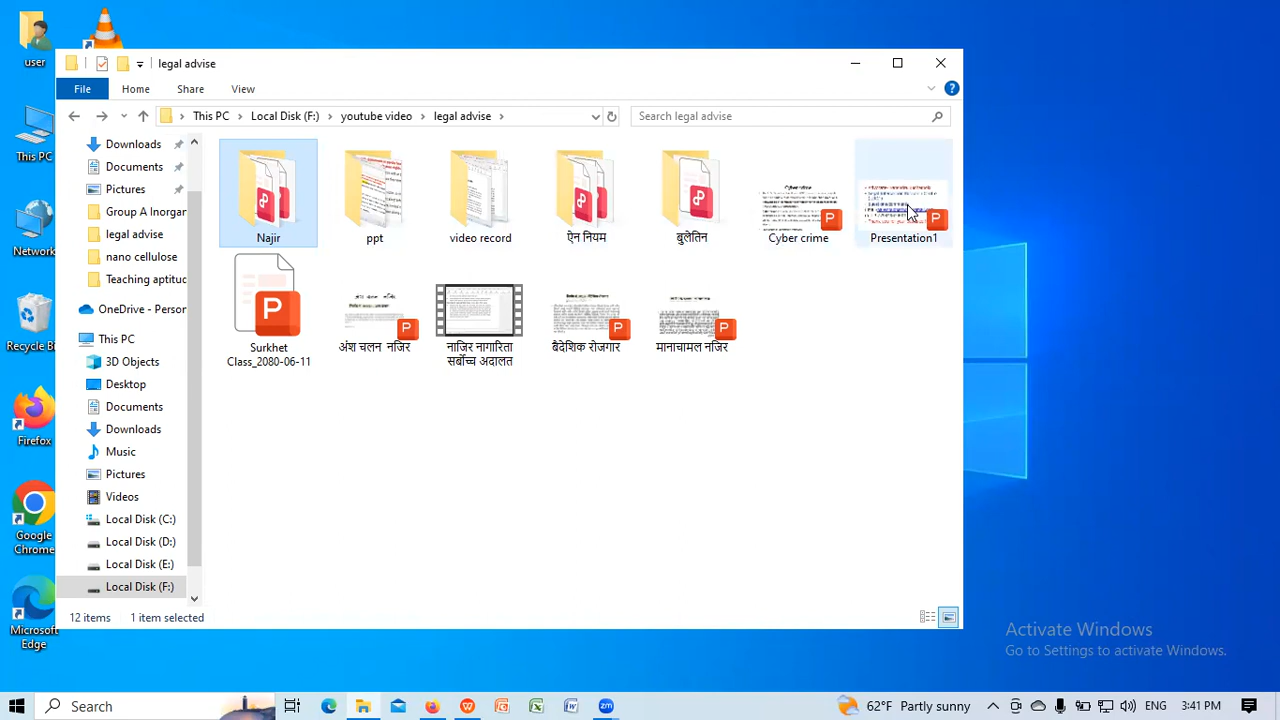 user
legal advise
File
Home
Share
View
This PC
Local Disk (F:)
youtube video
legal advise
Search legal advise
Downloads
Documents
Pictures
Group A Inorgar
legal advise
nano cellulose
Teaching aptituc
OneDrive - Person
This PC
3D Objects
Desktop
Documents
Downloads
Music
Pictures
Videos
Local Disk (C:)
Local Disk (D:)
Local Disk (E:)
Local Disk (F:)
Najir
ppt
video record
ऐन नियम
बुलेतिन
Cyber crime
Cyber crime
Presentation1
Surkhet
Class_2080-06-11
अंश चलन नजिर
नाजिर नागारिता
सर्बोच्च अदालत
बैदेशिक रोजगार
मानाचामल नजिर
12 items
1 item selected
This PC
Network
Recycle Bi
Firefox
Google
Chrome
Microsoft
Edge
Activate Windows
Go to Settings to activate Windows.
Search
62°F Partly sunny
ENG
3:41 PM